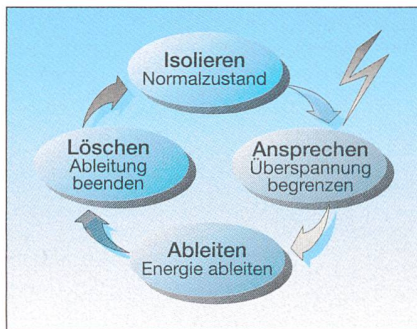 Isolieren
Normalzustand
Ansprechen
Überspannung
begrenzen
Ableiten
Energie ableiten
Löschen
Ableitung
beenden